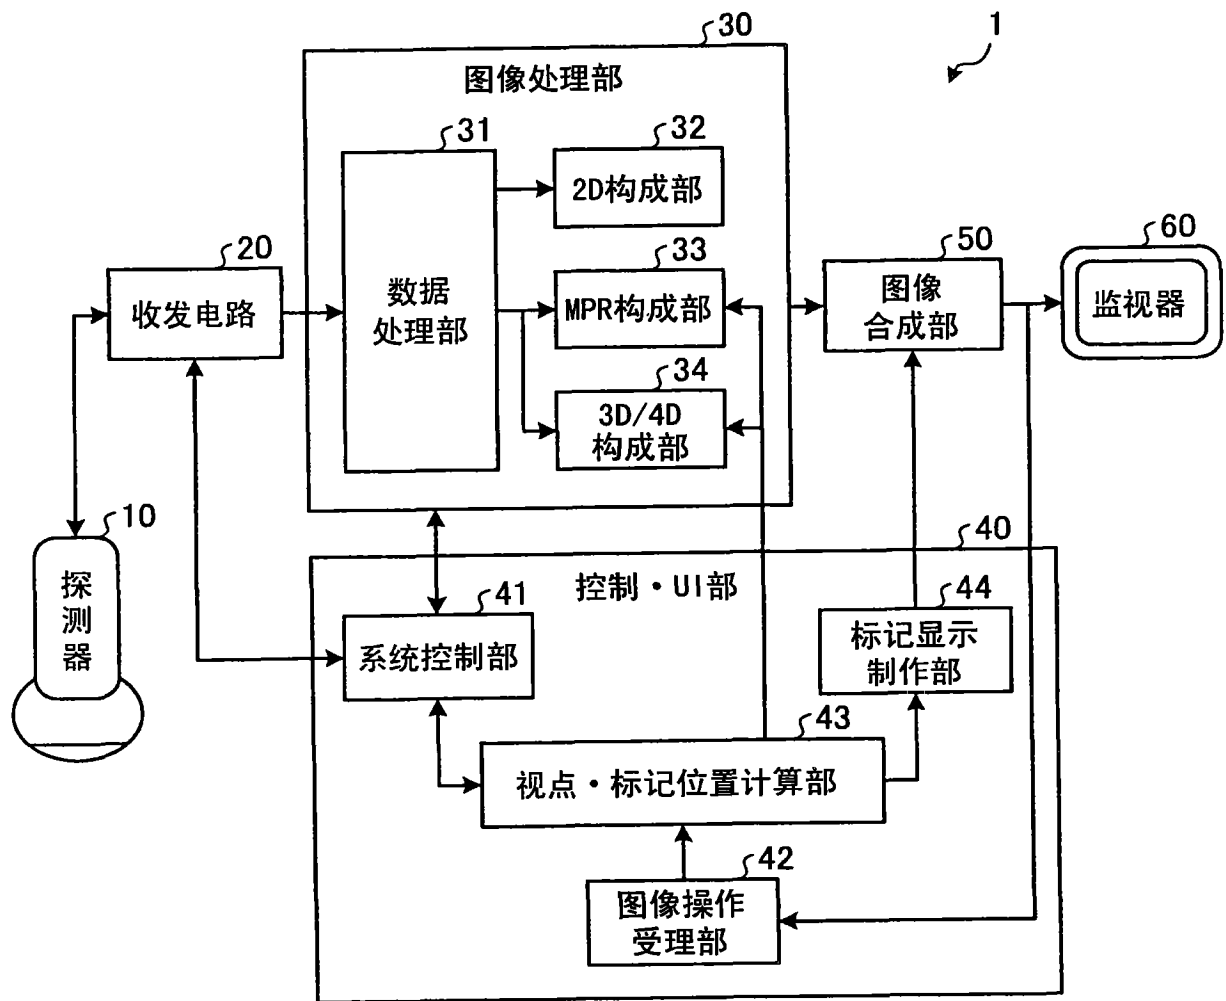 1
30
图像处理部
31
32
2D构成部
20
33
50
60
数据
处理部
收发电路
MPR构成部
图像
合成部
监视器
34
3D/4D
构成部
10
探
测
器
40
控制·UI部
41
44
系统控制部
标记显示
制作部
43
视点·标记位置计算部
42
图像操作
受理部